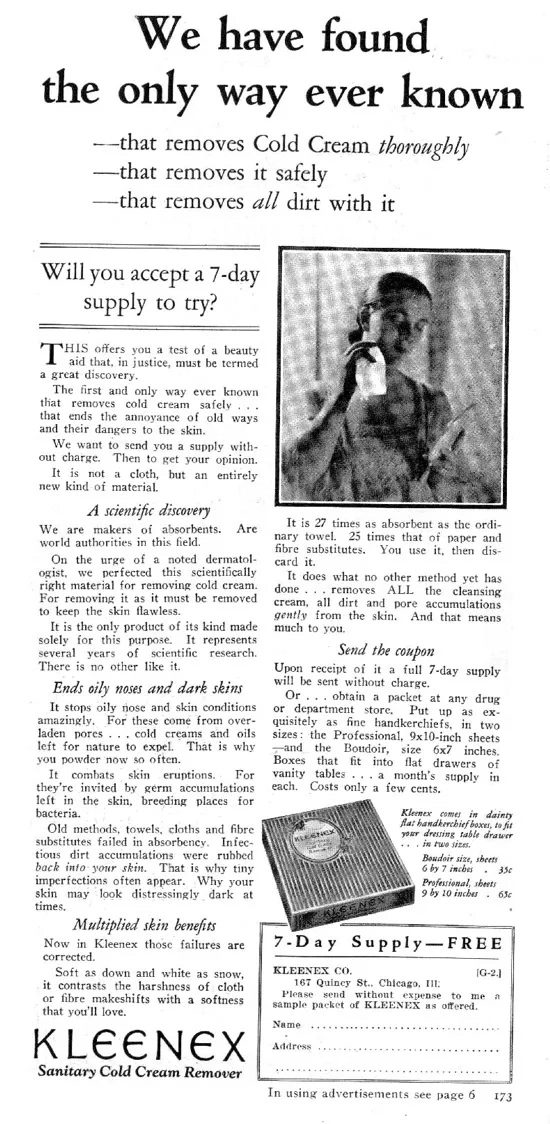 We have found
the only way ever known
—that removes Cold Cream thoroughly
—that removes it safely
—that removes all dirt with it
Will you accept a 7-day
supply to try?
THIS offers you a test of a beauty
aid that, in justice, must be termed
a great discovery.
The first and only way ever known
that removes cold cream safely . . .
that ends the annoyance of old ways
and their dangers to the skin.
We want to send you a supply with-
out charge. Then to get your opinion.
It is not a cloth, but an entirely
new kind of material.
A scientific discovery
We are makers of absorbents. Are
world authorities in this field.
On the urge of a noted dermatol-
ogist, we perfected this scientifically
right material for removing cold cream.
For removing it as it must be removed
to keep the skin flawless.
It is the only product of its kind made
solely for this purpose. It represents
several years of scientific research.
There is no other like it.
Ends oily noses and dark skins
It stops oily nose and skin conditions
amazingly. For these come from over-
laden pores . . . cold creams and oils
left for nature to expel. That is why
you powder now so often.
It combats skin eruptions. For
they're invited by germ accumulations
left in the skin, breeding places for
bacteria.
Old methods, towels, cloths and fibre
substitutes failed in absorbency. Infec-
tious dirt accumulations were rubbed
back into your skin. That is why tiny
imperfections often appear. Why your
skin may look distressingly dark at
times.
Multiplied skin benefits
Now in Kleenex those failures are
corrected.
Soft as down and white as snow,
it contrasts the harshness of cloth
or fibre makeshifts with a softness
that you'll love.
KLEENEX
Sanitary Cold Cream Remover
It is 27 times as absorbent as the ordi-
nary towel. 25 times that of paper and
fibre substitutes. You use it, then dis-
card it.
It does what no other method yet has
done . . . removes ALL the cleansing
cream, all dirt and pore accumulations
gently from the skin. And that means
much to you.
Send the coupon
Upon receipt of it a full 7-day supply
will be sent without charge.
Or . . . obtain a packet at any drug
or department store. Put up as ex-
quisitely as fine handkerchiefs, in two
sizes: the Professional, 9x10-inch sheets
—and the Boudoir, size 6x7 inches.
Boxes that fit into flat drawers of
vanity tables . . . a month's supply in
each. Costs only a few cents.
KLEENEX
KLEENEX
Kleenex comes in dainty
flat handkerchief boxes, to fit
your dressing table drawer
. . . in two sizes.
Boudoir size, sheets
6 by 7 inches . 35c
Professional, sheets
9 by 10 inches . 65c
7-Day Supply—FREE
KLEENEX CO. [G-2.]
167 Quincy St., Chicago, Ill.
Please send without expense to me a
sample packet of KLEENEX as offered.
Name
Address
In using advertisements see page 6 173